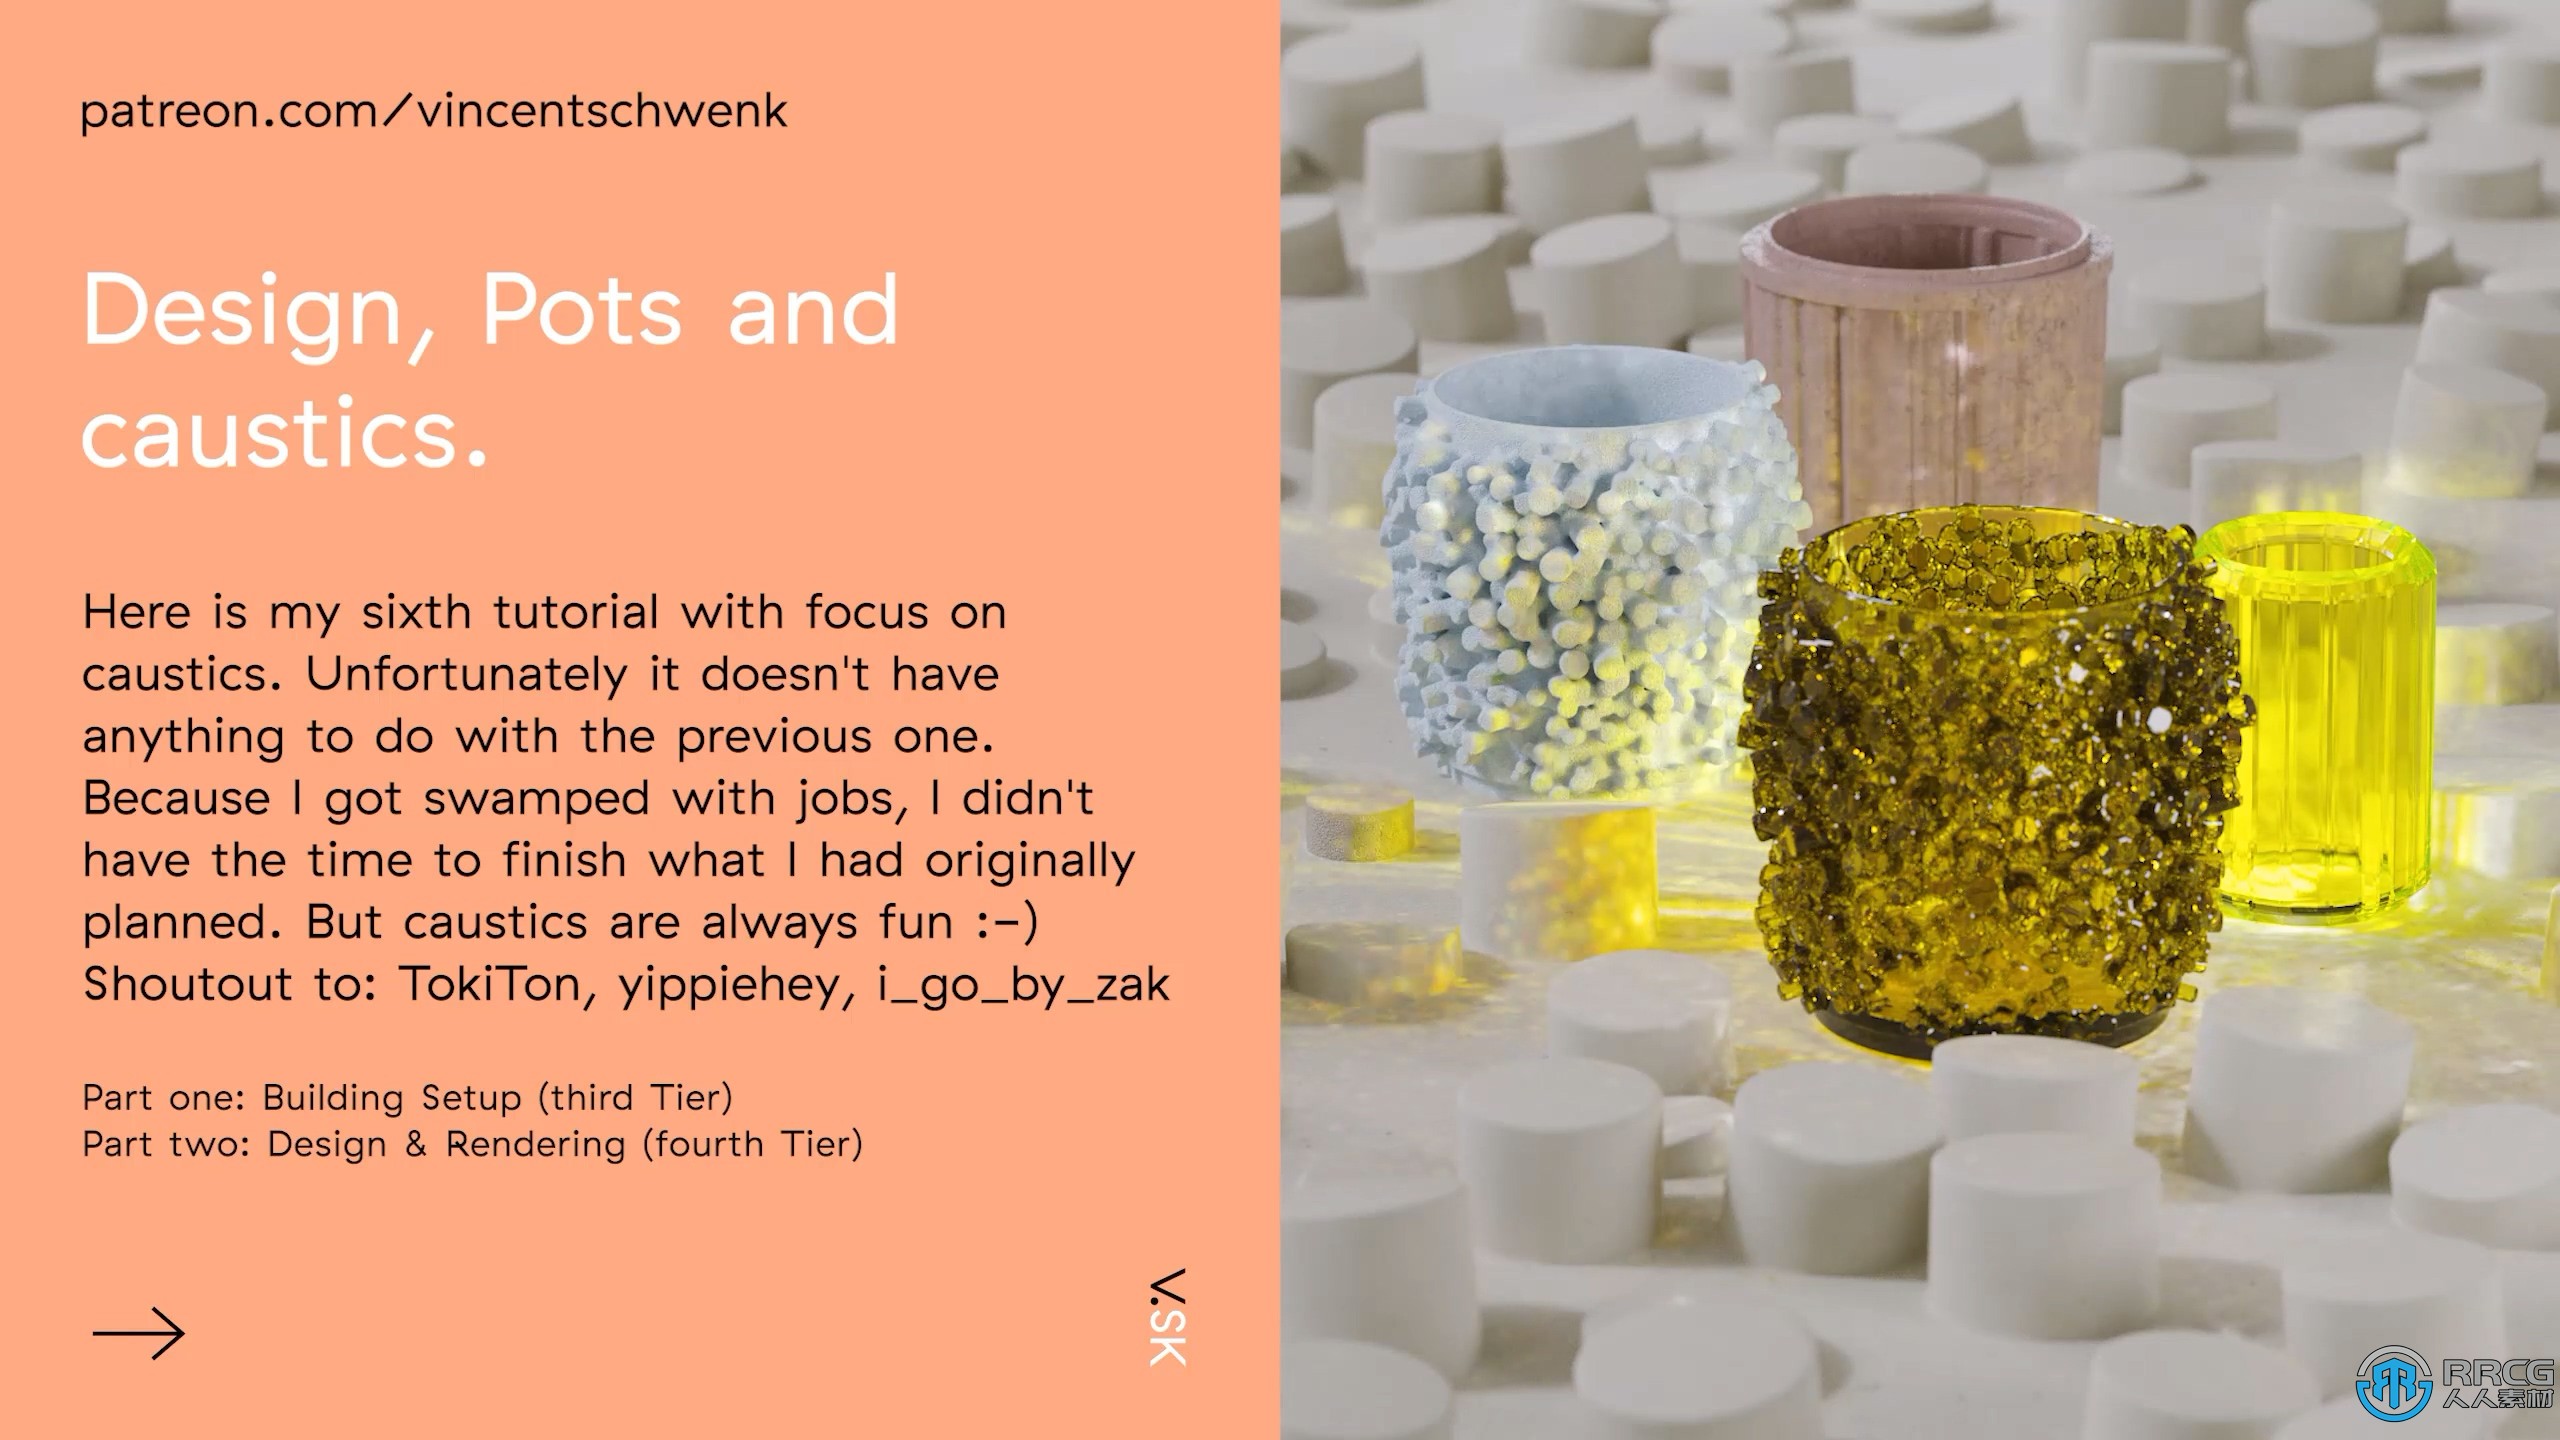 patreon.com/vincentschwenk
Design, Pots and
caustics.
Here is my sixth tutorial with focus on
caustics. Unfortunately it doesn't have
anything to do with the previous one.
Because I got swamped with jobs, I didn't
have the time to finish what I had originally
planned. But caustics are always fun :-)
Shoutout to: TokiTon, yippiehey, i_go_by_zak
Part one: Building Setup (third Tier)
Part two: Design & Rendering (fourth Tier)
V.SK
RRCG
人人素材